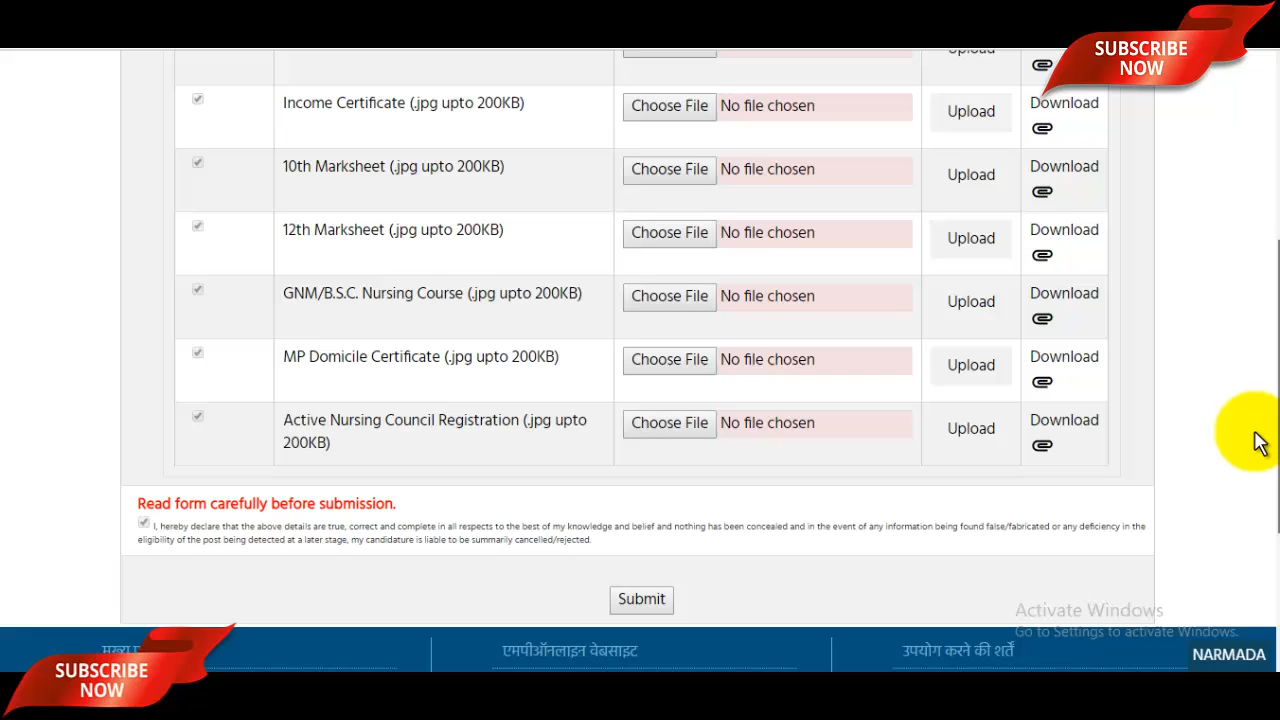 SUBSCRIBE
NOW
Upload
Income Certificate (.jpg upto 200KB) Choose File No file chosen Upload Download
10th Marksheet (.jpg upto 200KB) Choose File No file chosen Upload Download
12th Marksheet (.jpg upto 200KB) Choose File No file chosen Upload Download
GNM/B.S.C. Nursing Course (.jpg upto 200KB) Choose File No file chosen Upload Download
MP Domicile Certificate (.jpg upto 200KB) Choose File No file chosen Upload Download
Active Nursing Council Registration (.jpg upto Choose File No file chosen Upload Download
200KB)
Read form carefully before submission.
I, hereby declare that the above details are true, correct and complete in all respects to the best of my knowledge and belief and nothing has been concealed and in the event of any information being found false/fabricated or any deficiency in the
eligibility of the post being detected at a later stage, my candidature is liable to be summarily cancelled/rejected.
Submit
Activate Windows
Go to Settings to activate Windows.
एमपीऑनलाइन वेबसाइट उपयोग करने की शर्तें
NARMADA
SUBSCRIBE
NOW